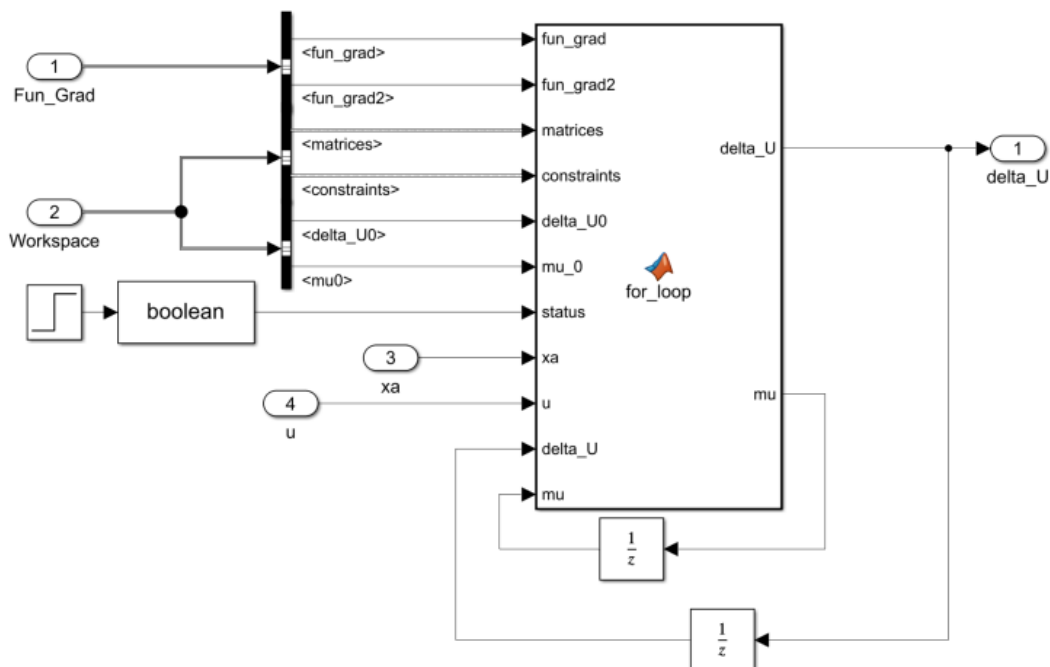 1
Fun_Grad
2
Workspace
<fun_grad>
<fun_grad2>
<matrices>
<constraints>
<delta_U0>
<mu0>
boolean
3
xa
4
u
fun_grad
fun_grad2
matrices
constraints
delta_U0
mu_0
status
xa
u
delta_U
mu
for_loop
delta_U
mu
1
delta_U
1
z
1
z